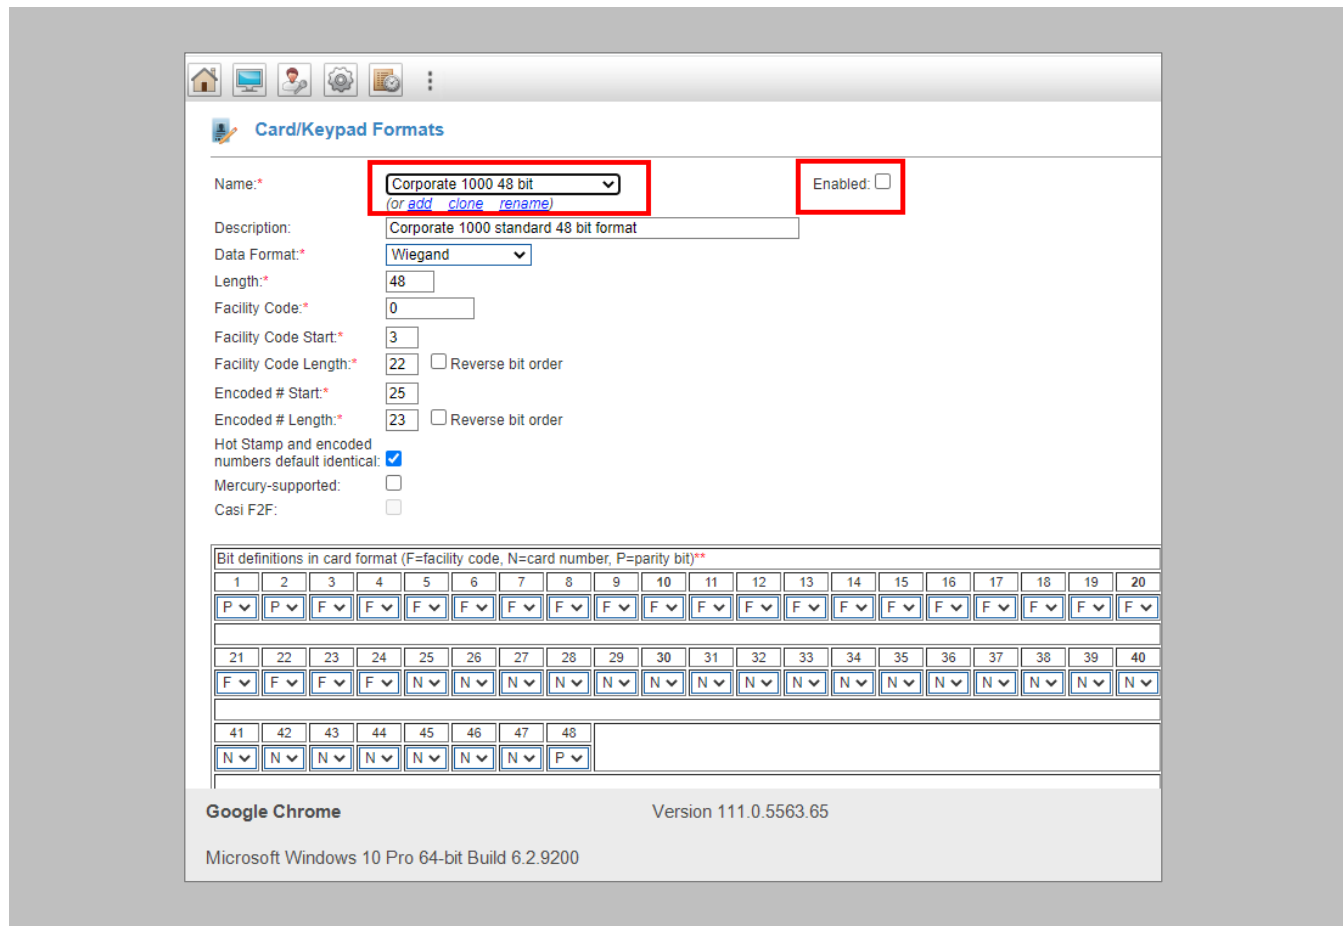 Card/Keypad Formats
Name:* Corporate 1000 48 bit Enabled:
(or add clone rename)
Description: Corporate 1000 standard 48 bit format
Data Format:* Wiegand
Length:* 48
Facility Code:* 0
Facility Code Start:* 3
Facility Code Length:* 22 Reverse bit order
Encoded # Start:* 25
Encoded # Length:* 23 Reverse bit order
Hot Stamp and encoded
numbers default identical:
Mercury-supported:
Casi F2F:
Bit definitions in card format (F=facility code, N=card number, P=parity bit)**
1 2 3 4 5 6 7 8 9 10 11 12 13 14 15 16 17 18 19 20
P P F F F F F F F F F F F F F F F F F F
21 22 23 24 25 26 27 28 29 30 31 32 33 34 35 36 37 38 39 40
F F F F N N N N N N N N N N N N N N N N
41 42 43 44 45 46 47 48
N N N N N N N P
Google Chrome Version 111.0.5563.65
Microsoft Windows 10 Pro 64-bit Build 6.2.9200